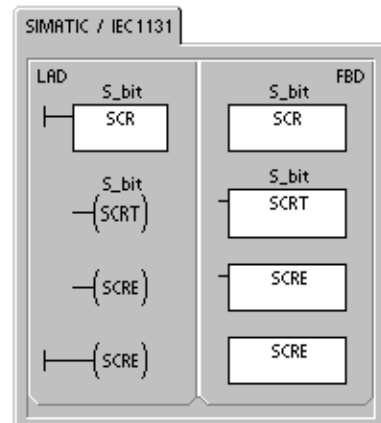 SIMATIC / IEC 1131
LAD
S_bit
SCR
S_bit
SCRT
SCRE
SCRE
FBD
S_bit
SCR
S_bit
SCRT
SCRE
SCRE